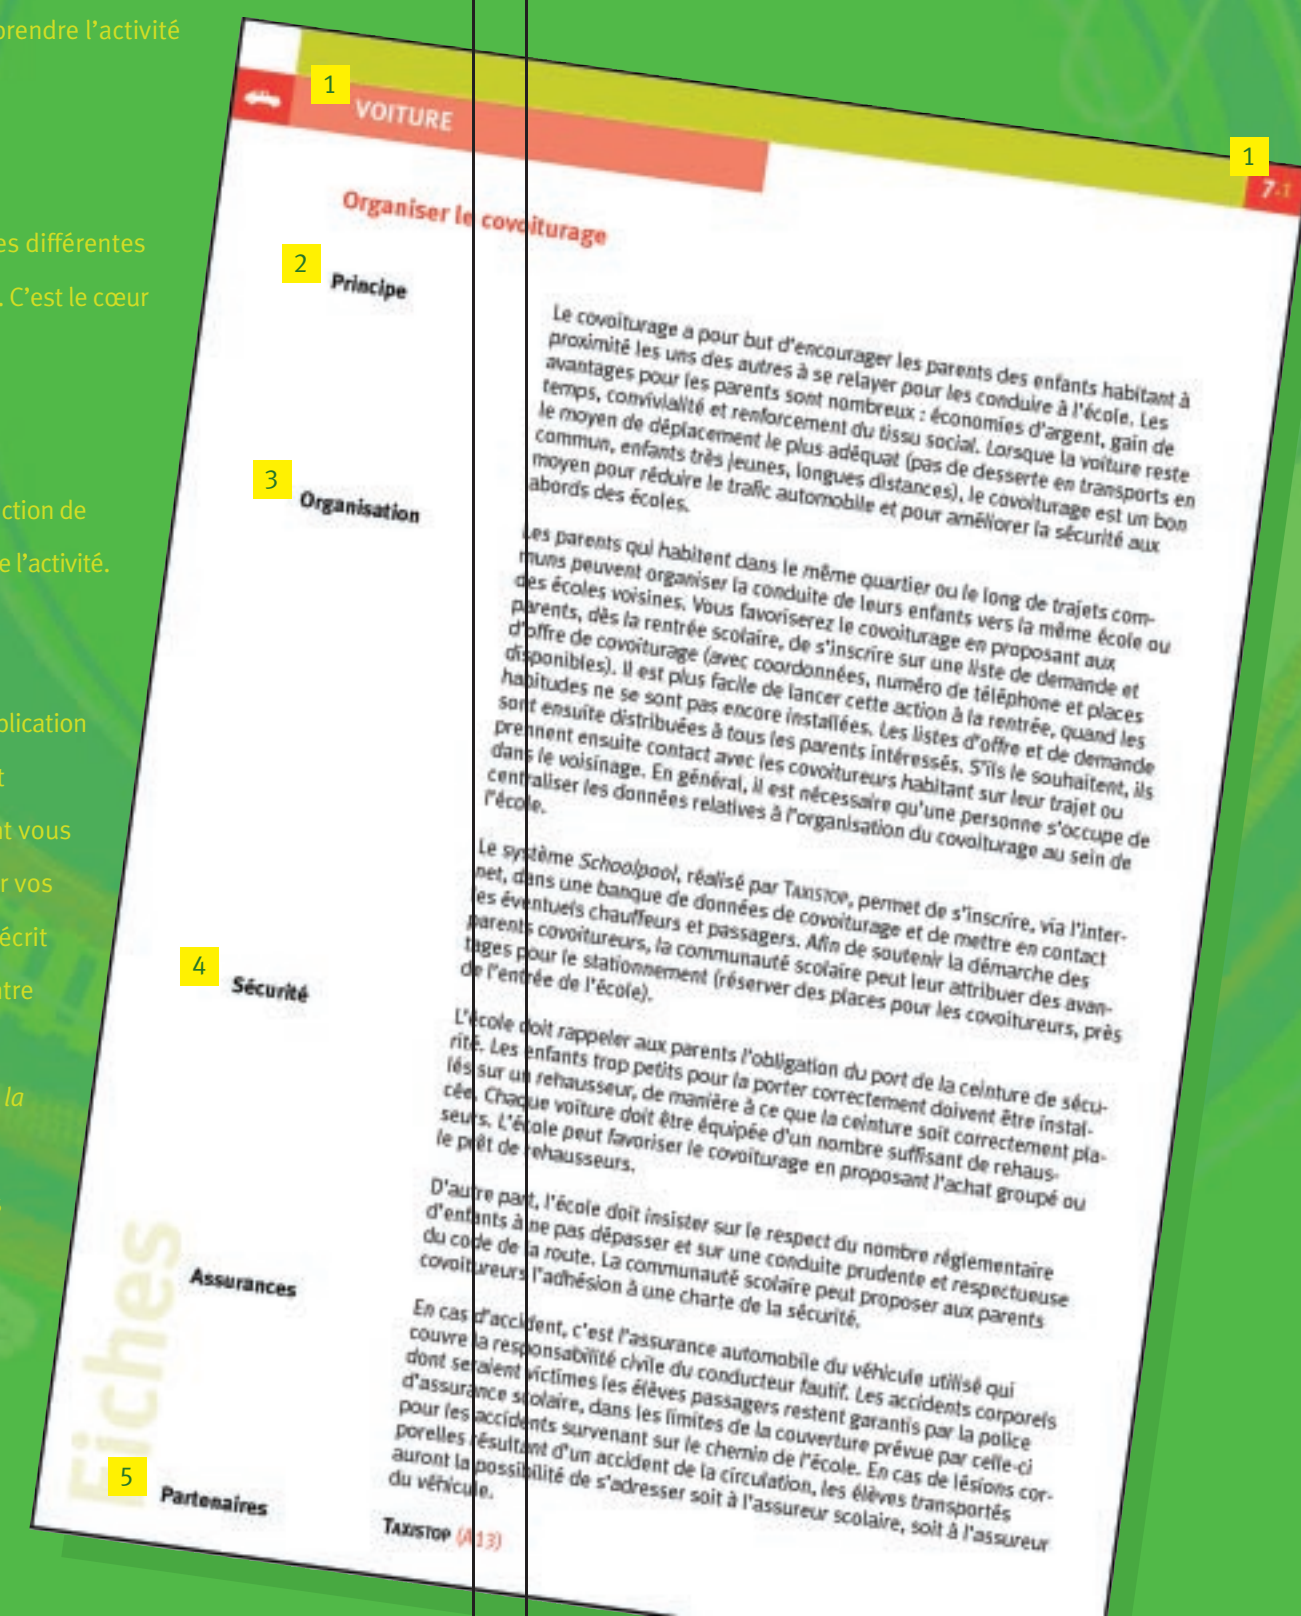 prendre l'activité
es différentes
. C'est le cœur
ction de
e l'activité.
plication
t
nt vous
r vos
écrit
tre
la
1
VOITURE
1
7.1
Organiser le covoiturage
2
Principe
Le covoiturage a pour but d'encourager les parents des enfants habitant à
proximité les uns des autres à se relayer pour les conduire à l'école. Les
avantages pour les parents sont nombreux : économies d'argent, gain de
temps, convivialité et renforcement du tissu social. Lorsque la voiture reste
le moyen de déplacement le plus adéquat (pas de desserte en transports en
commun, enfants très jeunes, longues distances), le covoiturage est un bon
moyen pour réduire le trafic automobile et pour améliorer la sécurité aux
abords des écoles.
3
Organisation
Les parents qui habitent dans le même quartier ou le long de trajets com-
muns peuvent organiser la conduite de leurs enfants vers la même école ou
des écoles voisines. Vous favoriserez le covoiturage en proposant aux
parents, dès la rentrée scolaire, de s'inscrire sur une liste de demande et
d'offre de covoiturage (avec coordonnées, numéro de téléphone et places
disponibles). Il est plus facile de lancer cette action à la rentrée, quand les
habitudes ne se sont pas encore installées. Les listes d'offre et de demande
sont ensuite distribuées à tous les parents intéressés. S'ils le souhaitent, ils
prennent ensuite contact avec les covoitureurs habitant sur leur trajet ou
dans le voisinage. En général, il est nécessaire qu'une personne s'occupe de
centraliser les données relatives à l'organisation du covoiturage au sein de
l'école.
Le système Schoolpool, réalisé par TAXISTOP, permet de s'inscrire, via l'inter-
net, dans une banque de données de covoiturage et de mettre en contact
les éventuels chauffeurs et passagers. Afin de soutenir la démarche des
parents covoitureurs, la communauté scolaire peut leur attribuer des avan-
tages pour le stationnement (réserver des places pour les covoitureurs, près
de l'entrée de l'école).
4
Sécurité
L'école doit rappeler aux parents l'obligation du port de la ceinture de sécu-
rité. Les enfants trop petits pour la porter correctement doivent être instal-
lés sur un rehausseur, de manière à ce que la ceinture soit correctement pla-
cée. Chaque voiture doit être équipée d'un nombre suffisant de rehaus-
seurs. L'école peut favoriser le covoiturage en proposant l'achat groupé ou
le prêt de rehausseurs.
D'autre part, l'école doit insister sur le respect du nombre réglementaire
d'enfants à ne pas dépasser et sur une conduite prudente et respectueuse
du code de la route. La communauté scolaire peut proposer aux parents
covoitureurs l'adhésion à une charte de la sécurité.
Assurances
En cas d'accident, c'est l'assurance automobile du véhicule utilisé qui
couvre la responsabilité civile du conducteur fautif. Les accidents corporels
dont seraient victimes les élèves passagers restent garantis par la police
d'assurance scolaire, dans les limites de la couverture prévue par celle-ci
pour les accidents survenant sur le chemin de l'école. En cas de lésions cor-
porelles résultant d'un accident de la circulation, les élèves transportés
auront la possibilité de s'adresser soit à l'assureur scolaire, soit à l'assureur
du véhicule.
Fiches
5
Partenaires
TAXISTOP (A13)